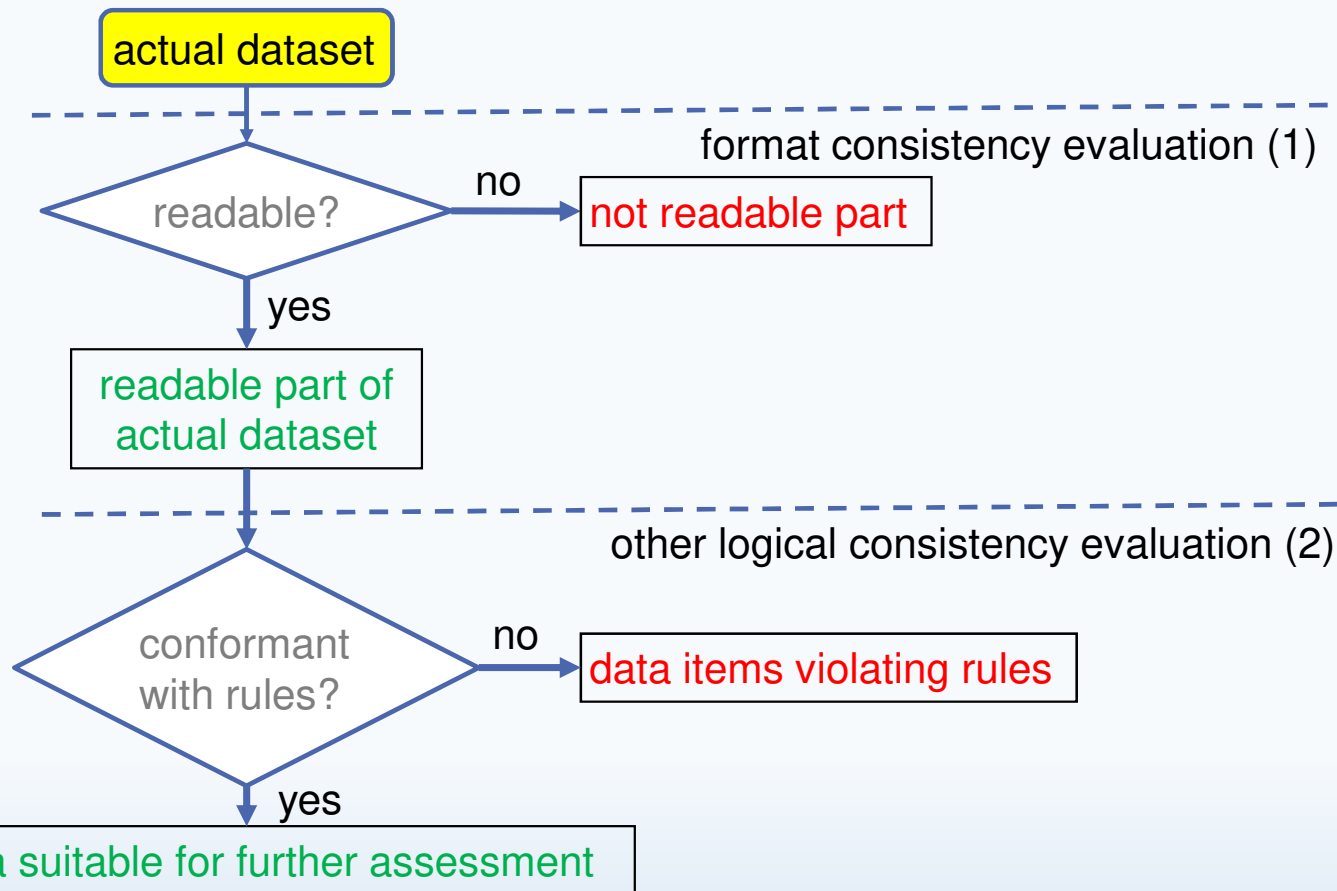 actual dataset
format consistency evaluation (1)
readable?
no
not readable part
yes
readable part of
actual dataset
other logical consistency evaluation (2)
conformant
with rules?
no
data items violating rules
yes
suitable for further assessment